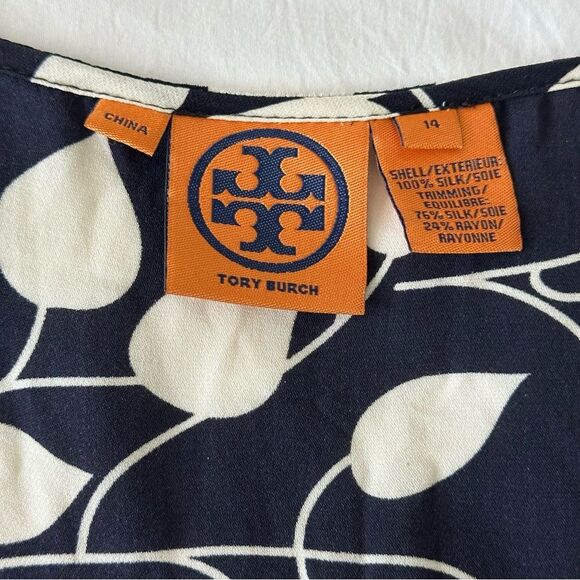 CHINA
TORY BURCH
14
SHELL/EXTERIEUR:
100% SILK/SOIE
TRIMMING/
EQUILIBRE:
76% SILK/SOIE
24% RAYON/
RAYONNE